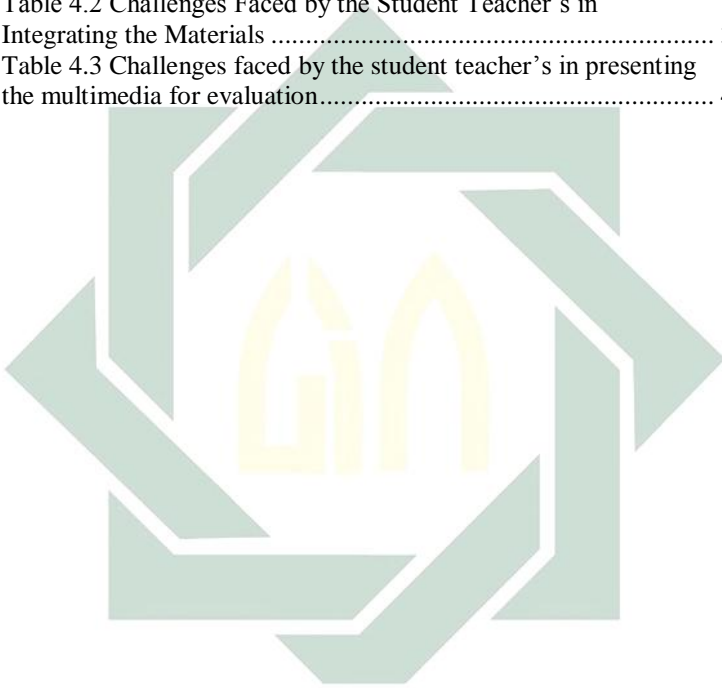 Table 4.2 Challenges Faced by the Student Teacher's in
Integrating the Materials ................................................................
Table 4.3 Challenges faced by the student teacher's in presenting
the multimedia for evaluation.........................................................
UIN